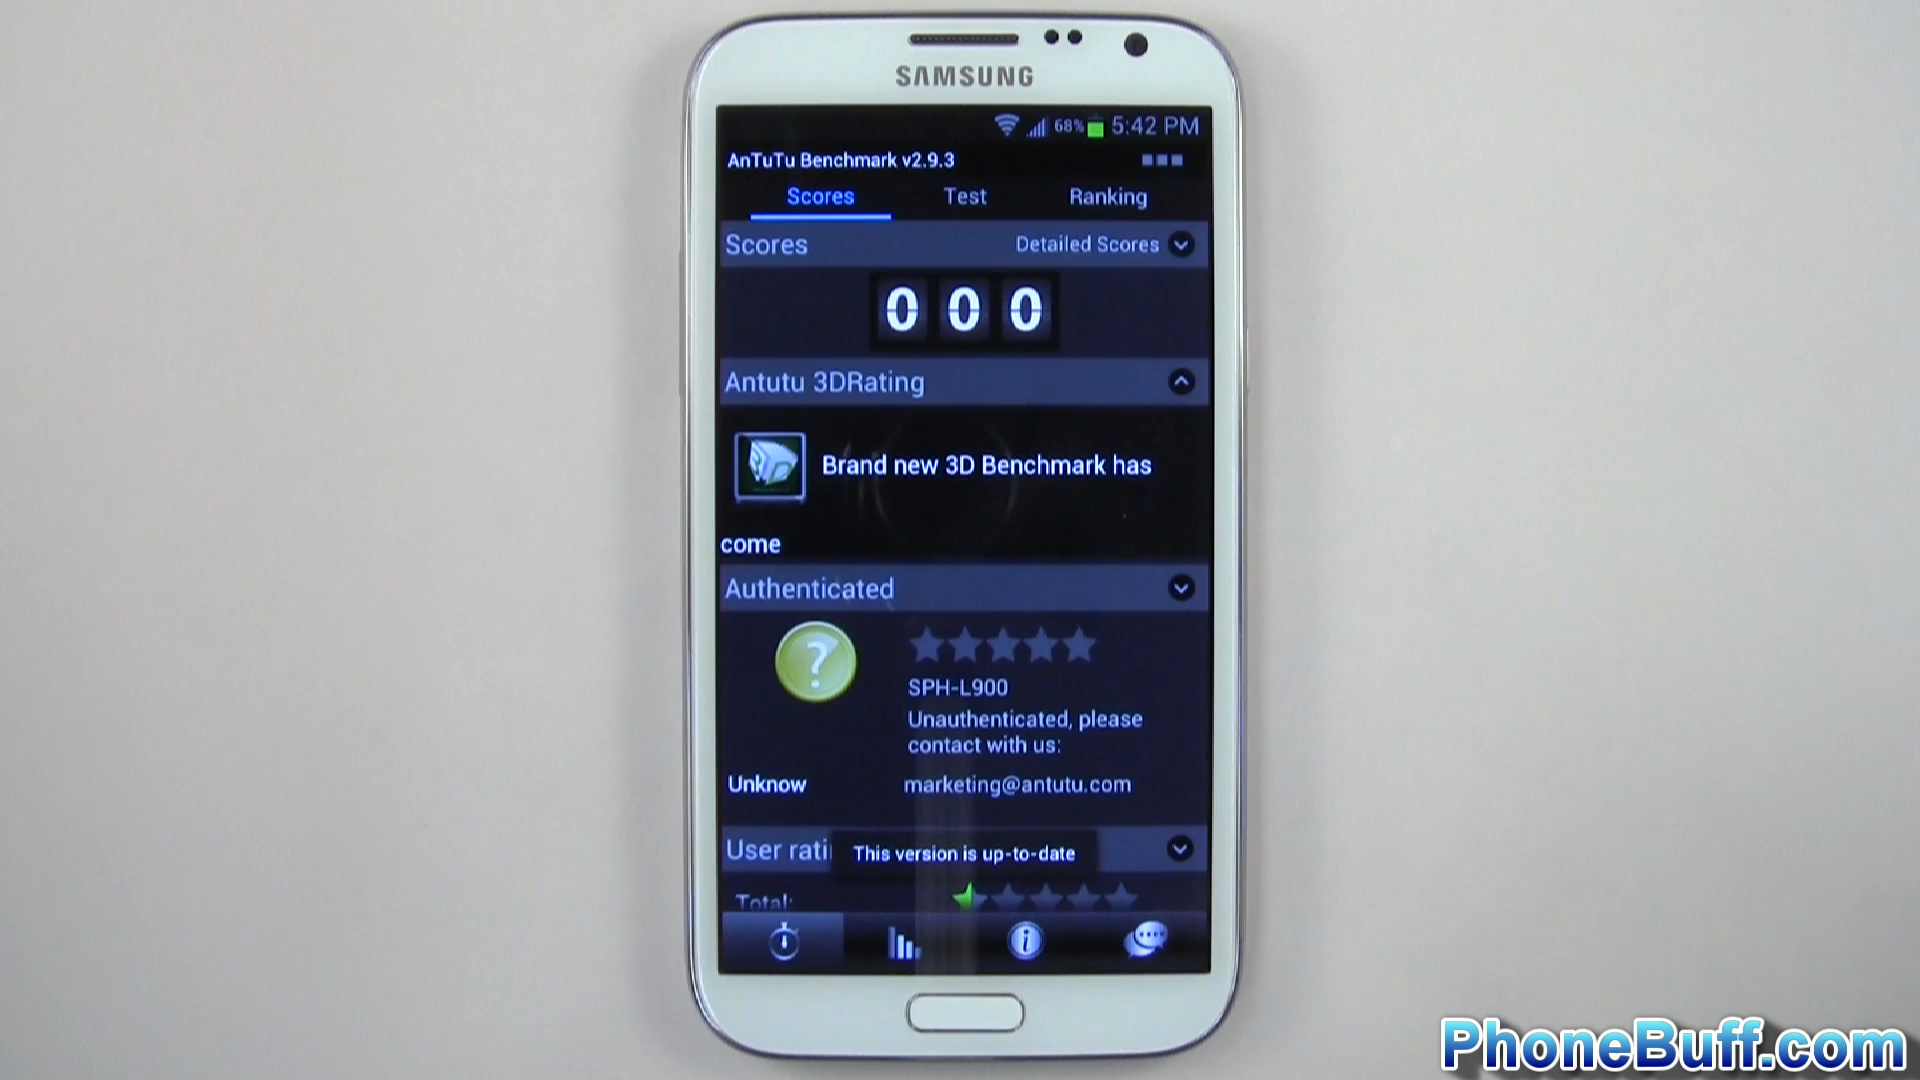 SAMSUNG
68% 5:42 PM
AnTuTu Benchmark v2.9.3
Scores Test Ranking
Scores Detailed Scores
0 0 0
Antutu 3DRating
Brand new 3D Benchmark has
come
Authenticated
?
SPH-L900
Unauthenticated, please
contact with us:
Unknow marketing@antutu.com
User rati This version is up-to-date
Total:
i
PhoneBuff.com